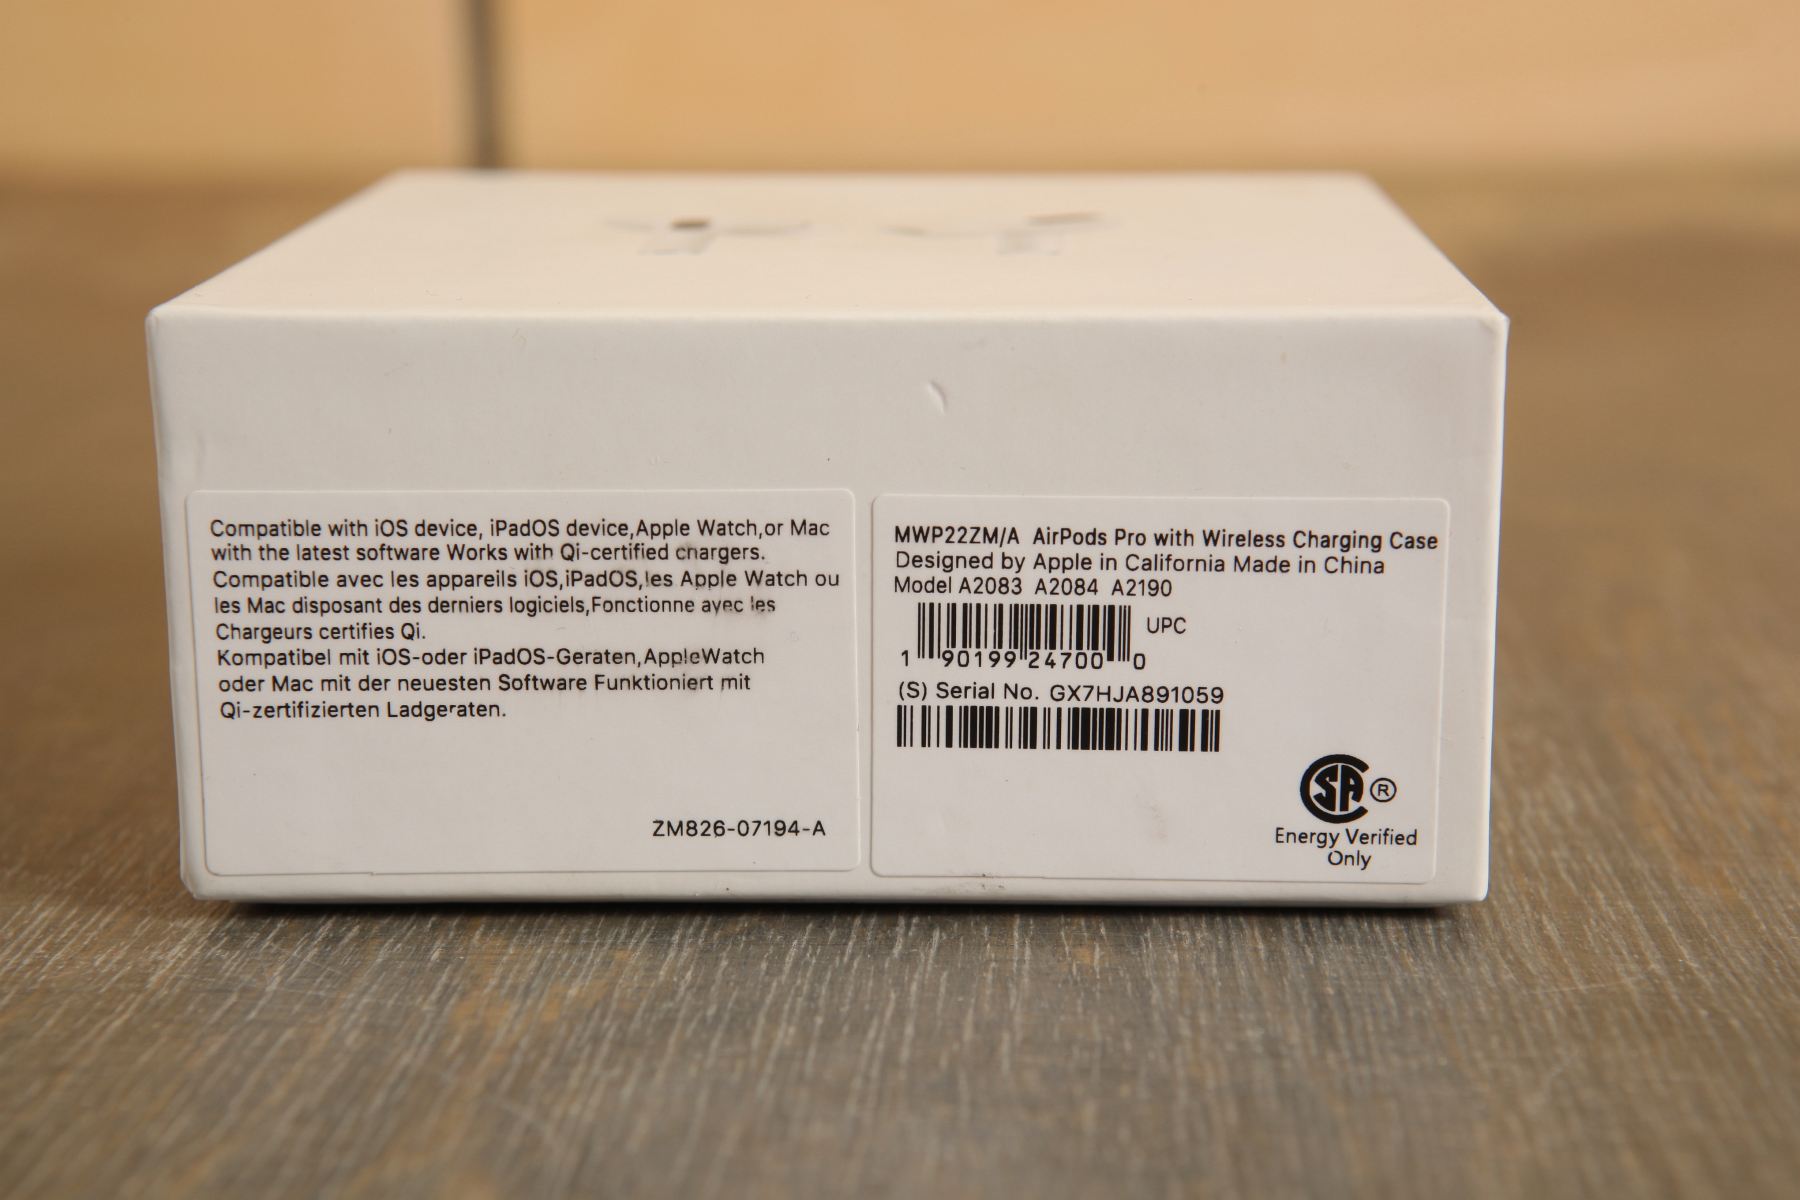 Compatible with iOS device, iPadOS device,Apple Watch,or Mac
with the latest software Works with Qi-certified chargers.
Compatible avec les appareils iOS,iPadOS,les Apple Watch ou
les Mac disposant des derniers logiciels,Fonctionne avec les
Chargeurs certifies Qi.
Kompatibel mit iOS-oder iPadOS-Geraten,AppleWatch
oder Mac mit der neuesten Software Funktioniert mit
Qi-zertifizierten Ladgeraten.
ZM826-07194-A
MWP22ZM/A AirPods Pro with Wireless Charging Case
Designed by Apple in California Made in China
Model A2083 A2084 A2190
UPC
1 90199 24700 0
(S) Serial No. GX7HJA891059
CSA ®
Energy Verified
Only